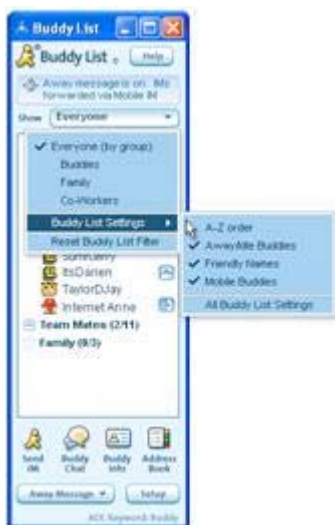 Buddy List
Buddy List
Help
Away message is on IMs
forwarded via Mobile IM
Show Everyone
Everyone (by group)
Buddies
Family
Co-Workers
Buddy List Settings
Reset Buddy List Filter
A-Z order
Away/Idle Buddies
Friendly Names
Mobile Buddies
All Buddy List Settings
ItsDarien
TaylorDJay
Internet Anne
Team Mates (2/11)
Family (0/3)
Send IM
Buddy Chat
Buddy Info
Address Book
Away Message
Setup
AOL Keyword: Buddy